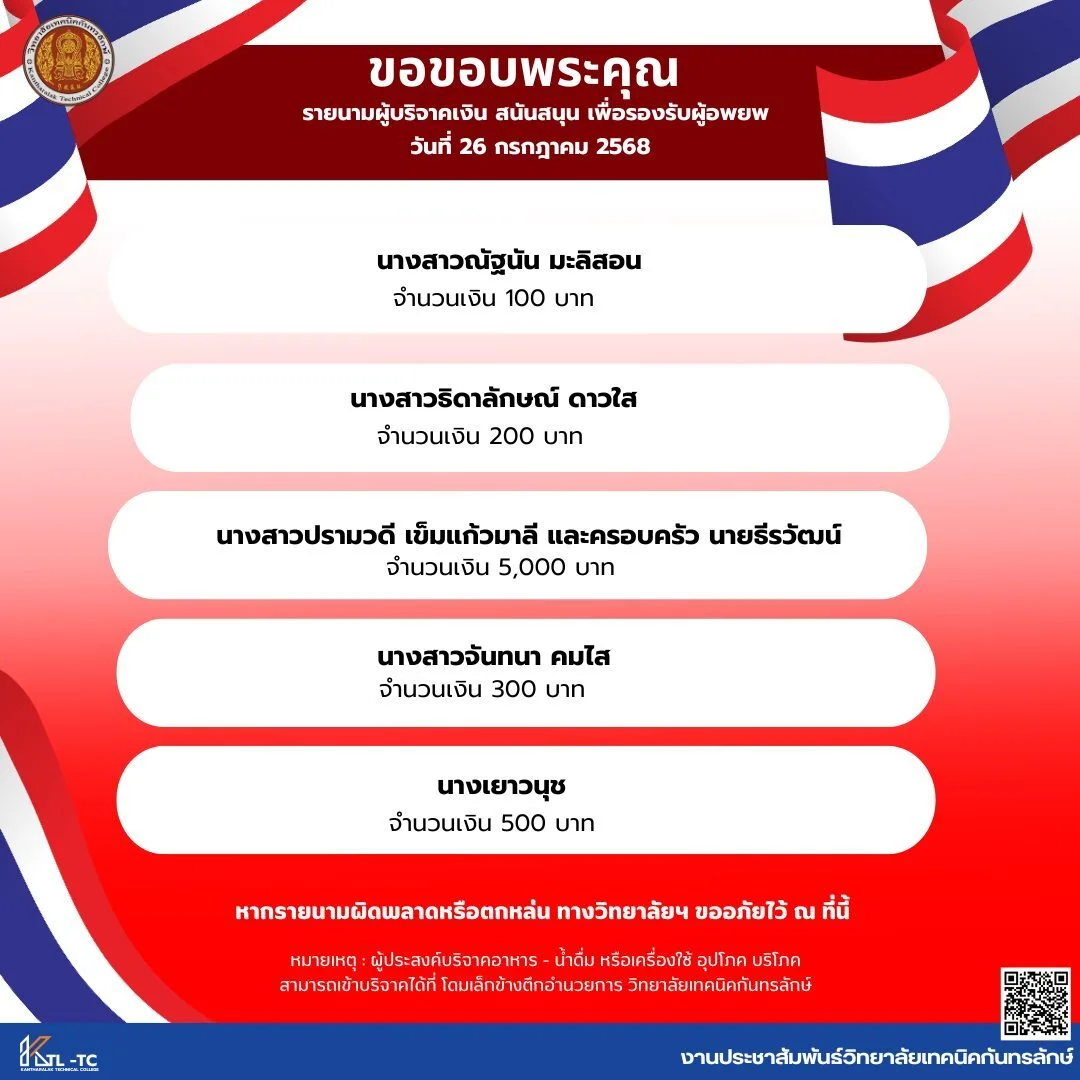 วิทยาลัยเทคนิคกันทรลักษ์
Kantharalak Technical College
ขอขอบพระคุณ
รายนามผู้บริจาคเงิน สนันสนุน เพื่อรองรับผู้อพยพ
วันที่ 26 กรกฎาคม 2568
นางสาวณัฐนัน มะลิสอน
จำนวนเงิน 100 บาท
นางสาวธิดาลักษณ์ ดาวใส
จำนวนเงิน 200 บาท
นางสาวปรามวดี เข็มแก้วมาลี และครอบครัว นายธีรวัฒน์
จำนวนเงิน 5,000 บาท
นางสาวจันทนา คมไส
จำนวนเงิน 300 บาท
นางเยาวนุช
จำนวนเงิน 500 บาท
หากรายนามผิดพลาดหรือตกหล่น ทางวิทยาลัยฯ ขออภัยไว้ ณ ที่นี้
หมายเหตุ : ผู้ประสงค์บริจาคอาหาร - น้ำดื่ม หรือเครื่องใช้ อุปโภค บริโภค
สามารถเข้าบริจาคได้ที่ โดมเล็กข้างตึกอำนวยการ วิทยาลัยเทคนิคกันทรลักษ์
KTL -TC
KANTHARALAK TECHNICAL COLLEGE
งานประชาสัมพันธ์วิทยาลัยเทคนิคกันทรลักษ์